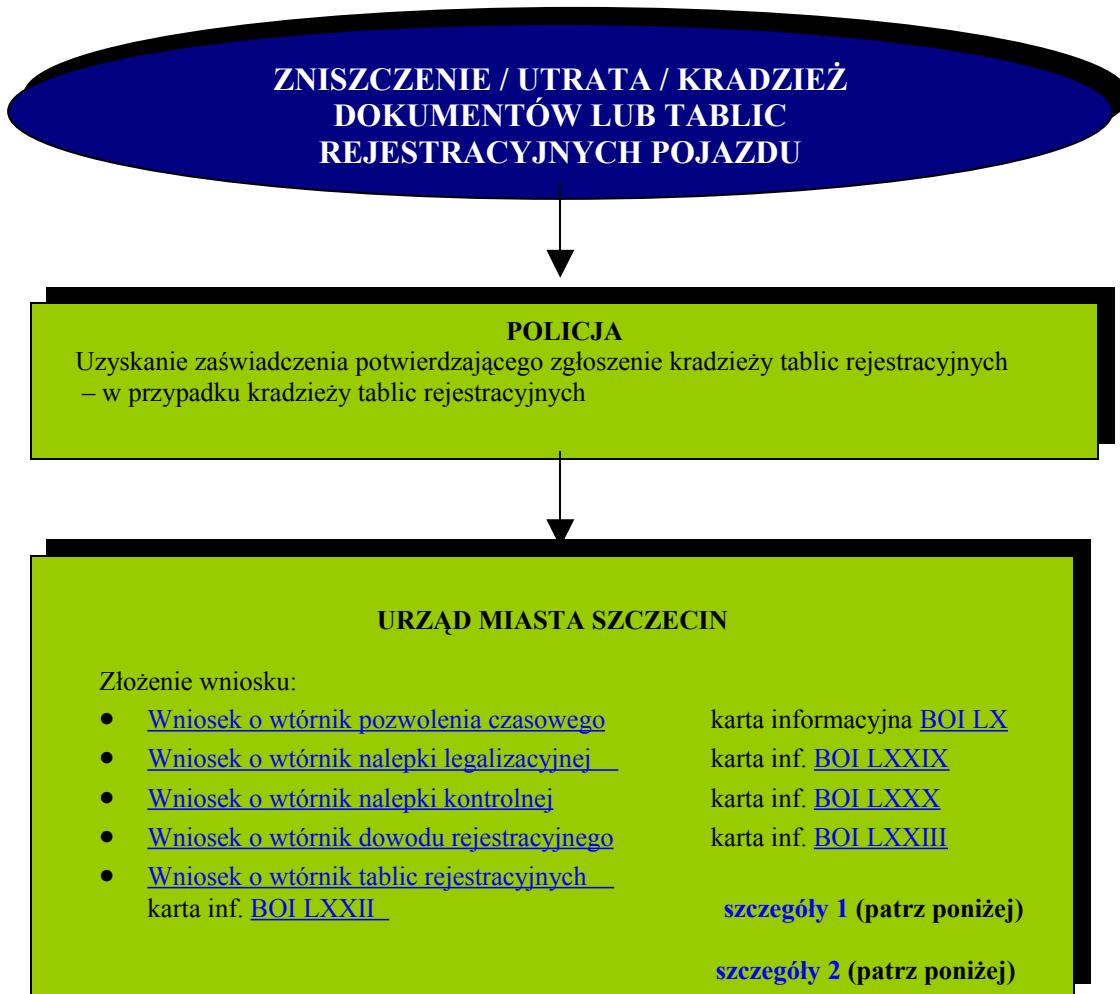 ZNISZCZENIE / UTRATA / KRADZIEŻ
DOKUMENTÓW LUB TABLIC
REJESTRACYJNYCH POJAZDU
POLICJA
Uzyskanie zaświadczenia potwierdzającego zgłoszenie kradzieży tablic rejestracyjnych
– w przypadku kradzieży tablic rejestracyjnych
URZĄD MIASTA SZCZECIN
Złożenie wniosku:
• Wniosek o wtórnik pozwolenia czasowego karta informacyjna BOI LX
• Wniosek o wtórnik nalepki legalizacyjnej karta inf. BOI LXXIX
• Wniosek o wtórnik nalepki kontrolnej karta inf. BOI LXXX
• Wniosek o wtórnik dowodu rejestracyjnego karta inf. BOI LXXIII
• Wniosek o wtórnik tablic rejestracyjnych
karta inf. BOI LXXII szczegóły 1 (patrz poniżej)
szczegóły 2 (patrz poniżej)